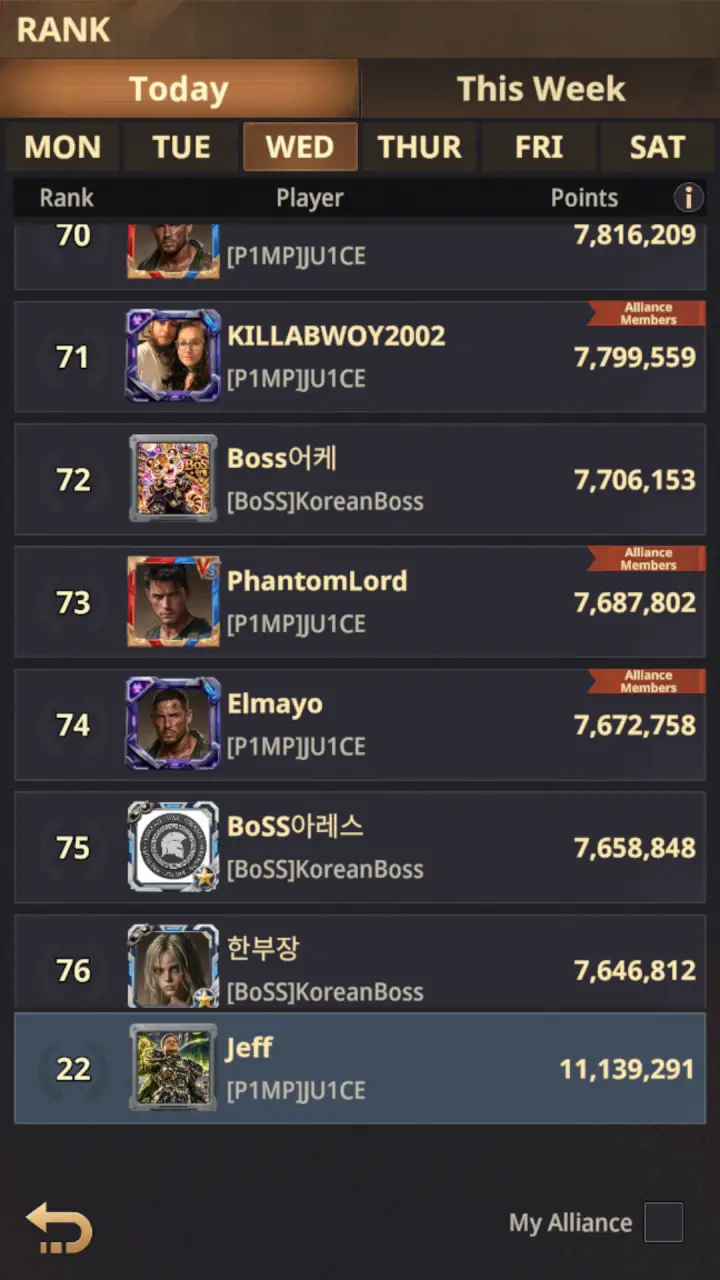 RANK
Today
This Week
MON
TUE
WED
THUR
FRI
SAT
Rank
Player
Points
70
7,816,209
[P1MP]JU1CE
Alliance
Members
71
KILLABWOY2002
7,799,559
[P1MP]JU1CE
72
Boss어케
7,706,153
[BoSS]KoreanBoss
Alliance
Members
73
VS
PhantomLord
7,687,802
[P1MP]JU1CE
Alliance
Members
74
Elmayo
7,672,758
[P1MP]JU1CE
75
BoSS아레스
7,658,848
[BoSS]KoreanBoss
76
한부장
7,646,812
[BoSS]KoreanBoss
22
Jeff
11,139,291
[P1MP]JU1CE
My Alliance